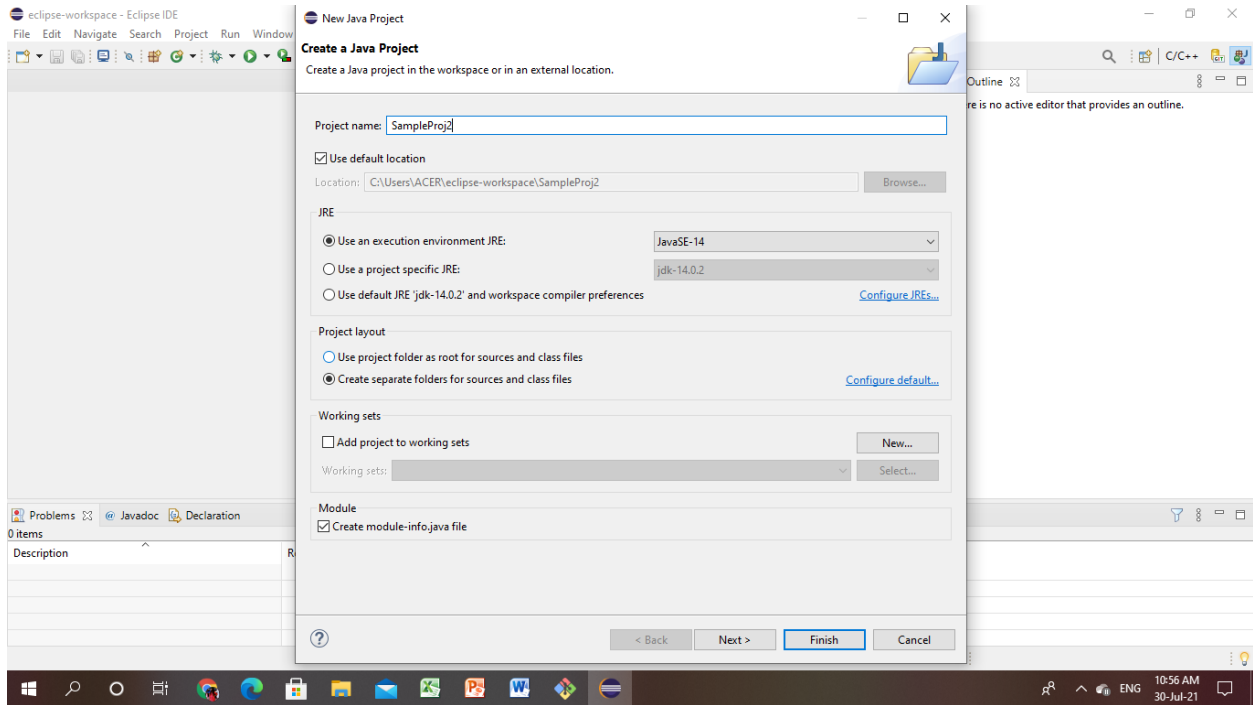 eclipse-workspace - Eclipse IDE
File Edit Navigate Search Project Run Window
C/C++
Outline
re is no active editor that provides an outline.
New Java Project
Create a Java Project
Create a Java project in the workspace or in an external location.
Project name: SampleProj2
Use default location
Location: C:\Users\ACER\eclipse-workspace\SampleProj2 Browse...
JRE
Use an execution environment JRE: JavaSE-14
Use a project specific JRE: jdk-14.0.2
Use default JRE 'jdk-14.0.2' and workspace compiler preferences Configure JREs...
Project layout
Use project folder as root for sources and class files
Create separate folders for sources and class files Configure default...
Working sets
Add project to working sets New...
Working sets: Select...
Module
Create module-info.java file
< Back Next > Finish Cancel
Problems Javadoc Declaration
0 items
Description R
ENG
10:56 AM
30-Jul-21